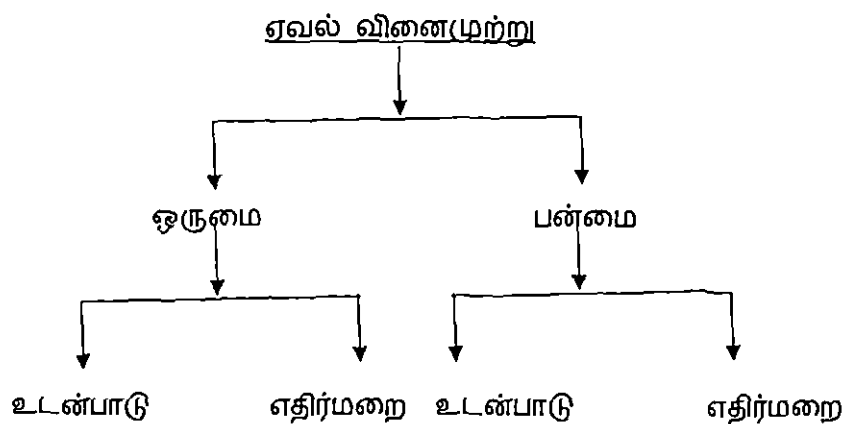 ஏவல் வினைமுற்று
ஒருமை பன்மை
உடன்பாடு எதிர்மறை உடன்பாடு எதிர்மறை